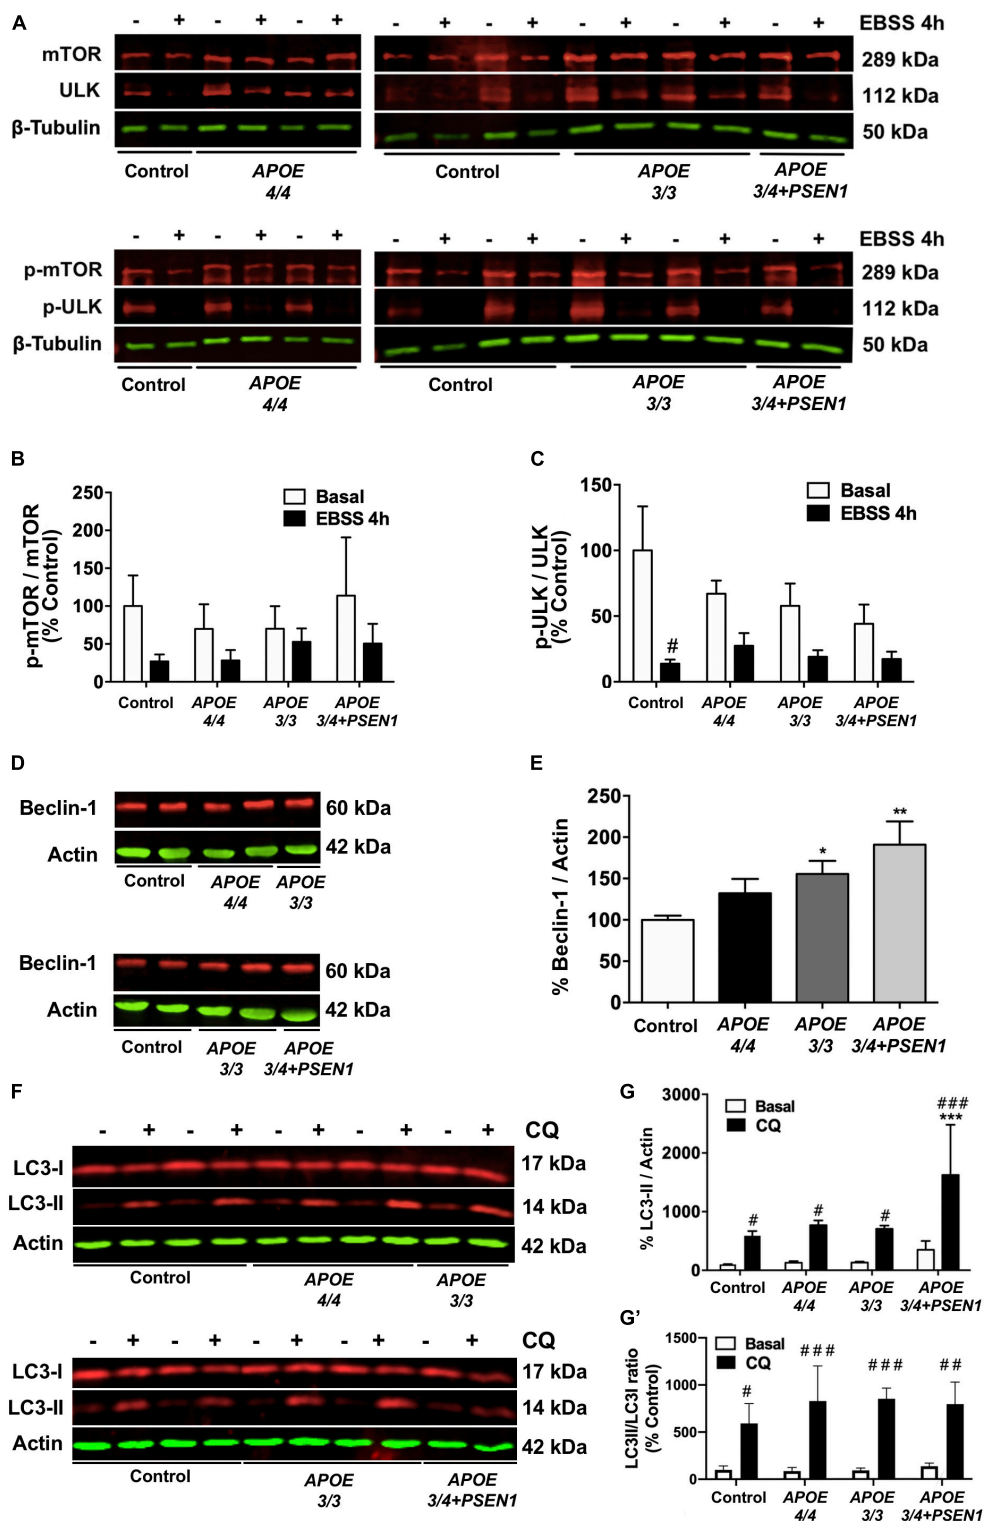 A
- + - + - + - + - + - + - + - + EBSS 4h
mTOR 289 kDa
ULK 112 kDa
β-Tubulin 50 kDa
Control APOE 4/4 Control APOE 3/3 APOE 3/4+PSEN1
- + - + - + - + - + - + - + - + EBSS 4h
p-mTOR 289 kDa
p-ULK 112 kDa
β-Tubulin 50 kDa
Control APOE 4/4 Control APOE 3/3 APOE 3/4+PSEN1
B
p-mTOR / mTOR
(% Control)
250
200
150
100
50
0
Basal
EBSS 4h
Control APOE 4/4 APOE 3/3 APOE 3/4+PSEN1
C
p-ULK / ULK
(% Control)
150
100
50
0
Basal
EBSS 4h
#
Control APOE 4/4 APOE 3/3 APOE 3/4+PSEN1
D
Beclin-1 60 kDa
Actin 42 kDa
Control APOE 4/4 APOE 3/3
Beclin-1 60 kDa
Actin 42 kDa
Control APOE 3/3 APOE 3/4+PSEN1
E
% Beclin-1 / Actin
250
200
150
100
50
0
* **
Control APOE 4/4 APOE 3/3 APOE 3/4+PSEN1
F
- + - + - + - + - + CQ
LC3-I 17 kDa
LC3-II 14 kDa
Actin 42 kDa
Control APOE 4/4 APOE 3/3
- + - + - + - + - + CQ
LC3-I 17 kDa
LC3-II 14 kDa
Actin 42 kDa
Control APOE 3/3 APOE 3/4+PSEN1
G
% LC3-II / Actin
3000
2000
1000
0
Basal
CQ
###
***
# # #
Control APOE 4/4 APOE 3/3 APOE 3/4+PSEN1
G’
LC3II/LC3I ratio
(% Control)
1500
1000
500
0
Basal
CQ
# ### ### ##
Control APOE 4/4 APOE 3/3 APOE 3/4+PSEN1